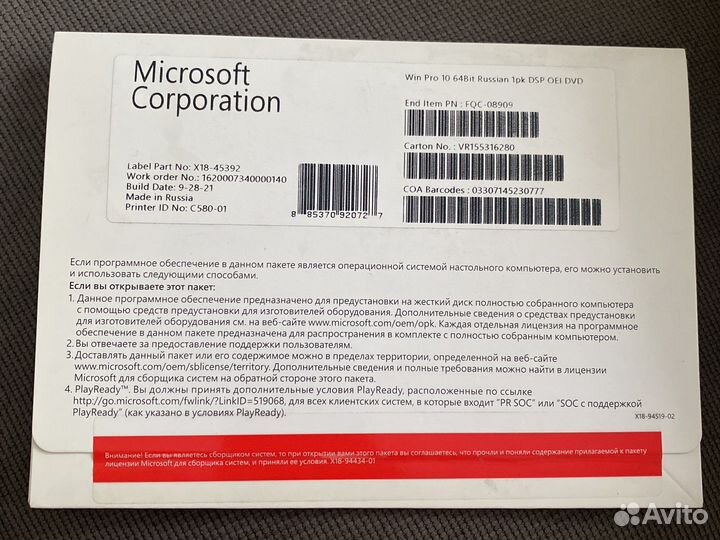 Microsoft
Corporation
Label Part No: X18-45392
Work order No.: 1620007340000140
Build Date: 9-28-21
Made in Russia
Printer ID No: C580-01
8 85370 92072 7
Win Pro 10 64Bit Russian 1pk DSP OEI DVD
End Item PN : FQC-08909
Carton No. : VR155316280
COA Barcodes : 03307145230777
Если программное обеспечение в данном пакете является операционной системой настольного компьютера, его можно установить
и использовать следующими способами.
Если вы открываете этот пакет:
1. Данное программное обеспечение предназначено для предустановки на жесткий диск полностью собранного компьютера
с помощью средств предустановки для изготовителей оборудования. Дополнительные сведения о средствах предустановки
для изготовителей оборудования см. на веб-сайте www.microsoft.com/oem/opk. Каждая отдельная лицензия на программное
обеспечение в данном пакете предназначена для распространения в комплекте с полностью собранным компьютером.
2. Вы отвечаете за предоставление поддержки пользователям.
3. Доставлять данный пакет или его содержимое можно в пределах территории, определенной на веб-сайте
www.microsoft.com/oem/sblicense/territory. Дополнительные сведения и полные условия см. в лицензии
Microsoft для сборщика систем на обратной стороне этого пакета.
4. PlayReady™. Вы должны принять дополнительные условия PlayReady, расположенные по ссылке
http://go.microsoft.com/fwlink/?LinkID=519068, для всех клиентских систем, в которые входит "PR SOC" или "SOC с поддержкой
PlayReady" (как указано в условиях PlayReady).
X18-94519-02
Внимание! Если вы являетесь сборщиком систем, то при открытии вами этого пакета вы соглашаетесь, что прочли и поняли содержание прилагаемой к пакету
лицензии Microsoft для сборщика систем, и приняли ее условия. X18-94434-01
Avito